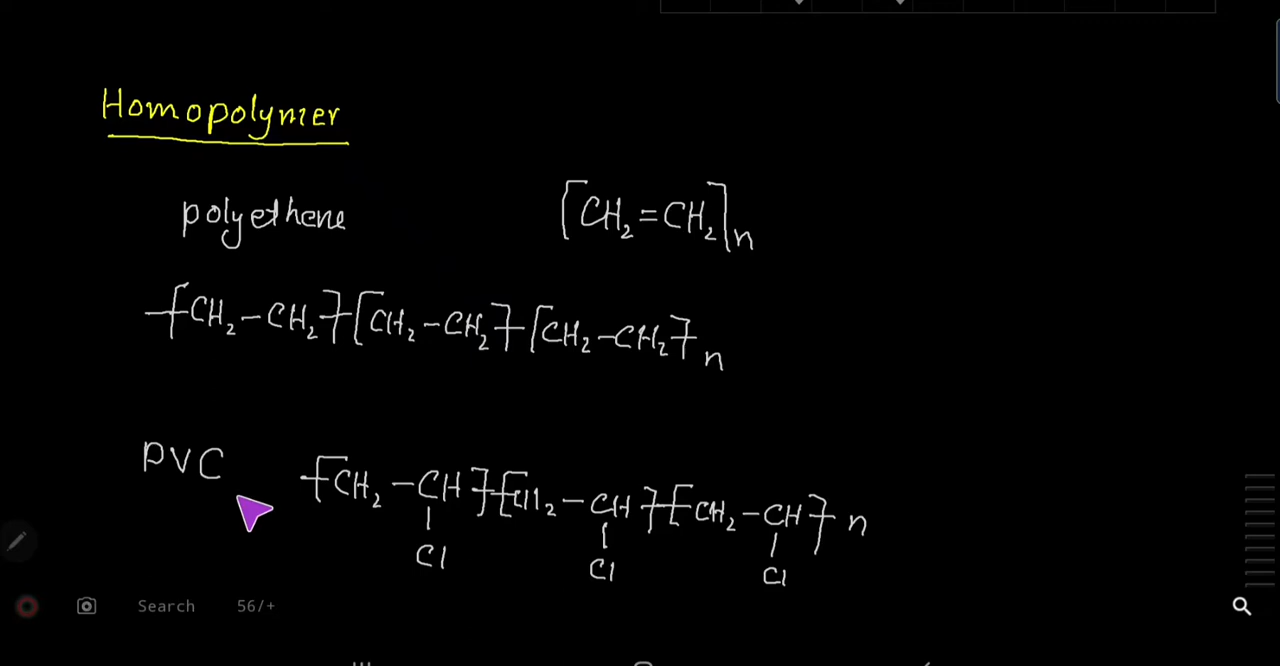 Homopolymer
polyethene [CH₂=CH₂]n
-[CH₂-CH₂]-[CH₂-CH₂]-[CH₂-CH₂]-n
PVC -[CH₂-CH]-[CH₂-CH]-[CH₂-CH]-n
Cl Cl Cl
Search 56/+